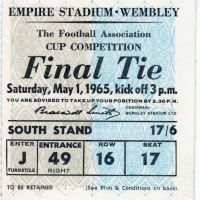 EMPIRE STADIUM • WEMBLEY
The Football Association
CUP COMPETITION
Final Tie
Saturday, May 1, 1965, kick off 3 p.m.
YOU ARE ADVISED TO TAKE UP YOUR POSITION BY 2.30 P.M.
CHAIRMAN:
WEMBLEY STADIUM LTD
SOUTH STAND 17/6
ENTER ENTRANCE ROW SEAT
J 49 16 17
TURNSTILE RIGHT
TO BE RETAINED (See Plan & Conditions on back)